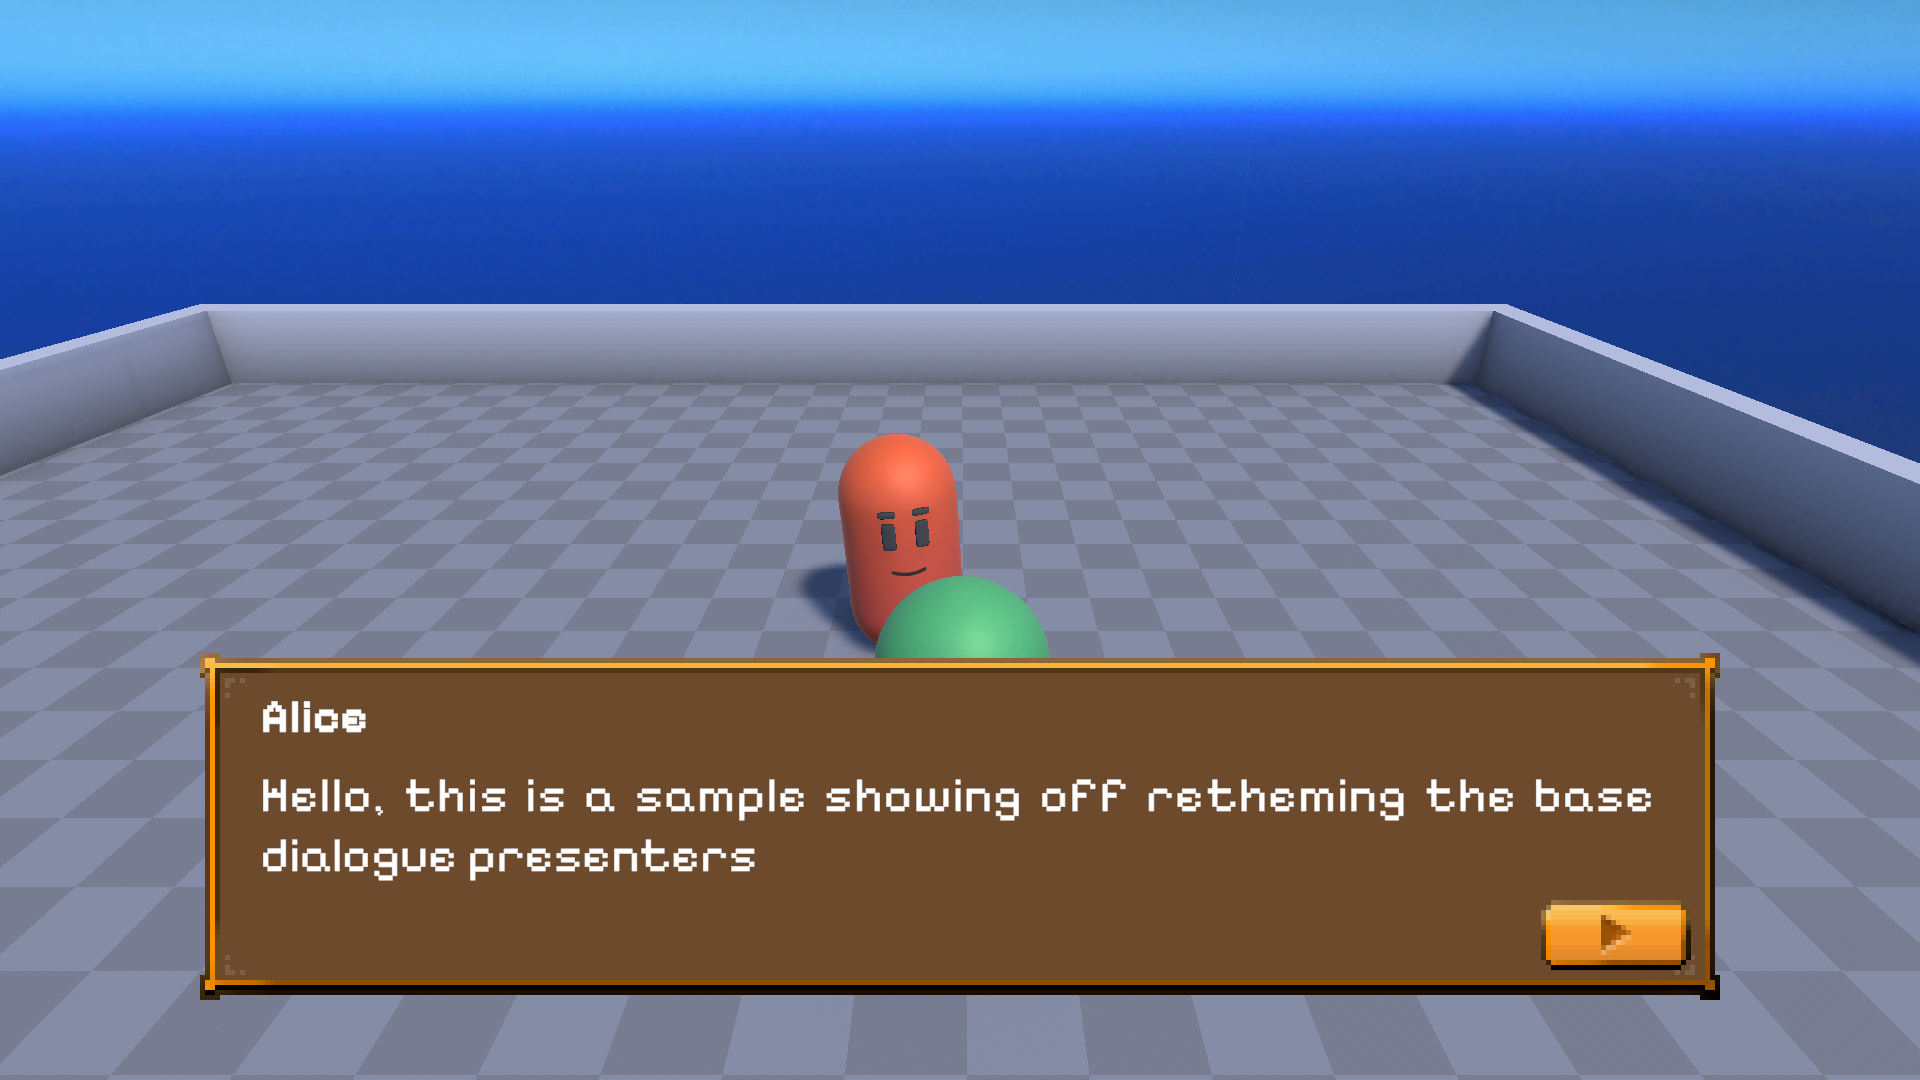 Alice
Hello, this is a sample showing off retheming the base
dialogue presenters